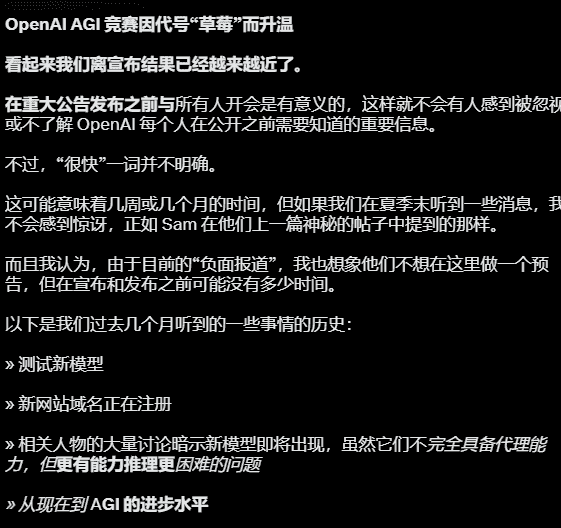 OpenAI AGI 竞赛因代号“草莓”而升温
看起来我们离宣布结果已经越来越近了。
在重大公告发布之前与所有人开会是有意义的，这样就不会有人感到被忽视
或不了解 OpenAI 每个人在公开之前需要知道的重要信息。
不过，“很快”一词并不明确。
这可能意味着几周或几个月的时间，但如果我们在夏季末听到一些消息，我
不会感到惊讶，正如 Sam 在他们上一篇神秘的帖子中提到的那样。
而且我认为，由于目前的“负面报道”，我也想象他们不想在这里做一个预
告，但在宣布和发布之前可能没有多少时间。
以下是我们过去几个月听到的一些事情的历史：
» 测试新模型
» 新网站域名正在注册
» 相关人物的大量讨论暗示新模型即将出现，虽然它们不完全具备代理能
力，但更有能力推理更困难的问题
» 从现在到 AGI 的进步水平